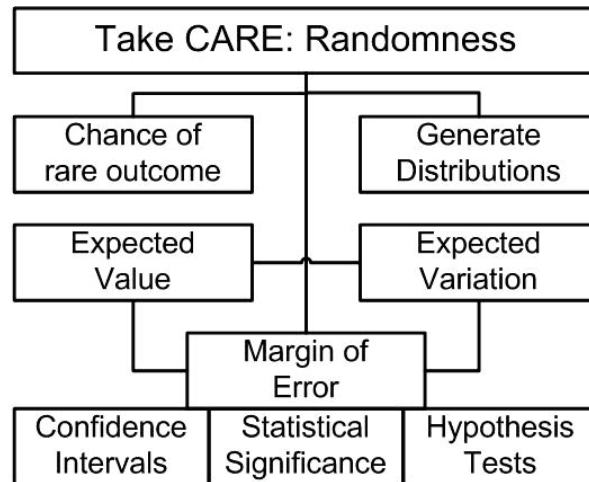 Take CARE: Randomness
Chance of
rare outcome
Generate
Distributions
Expected
Value
Expected
Variation
Margin of
Error
Confidence
Intervals
Statistical
Significance
Hypothesis
Tests